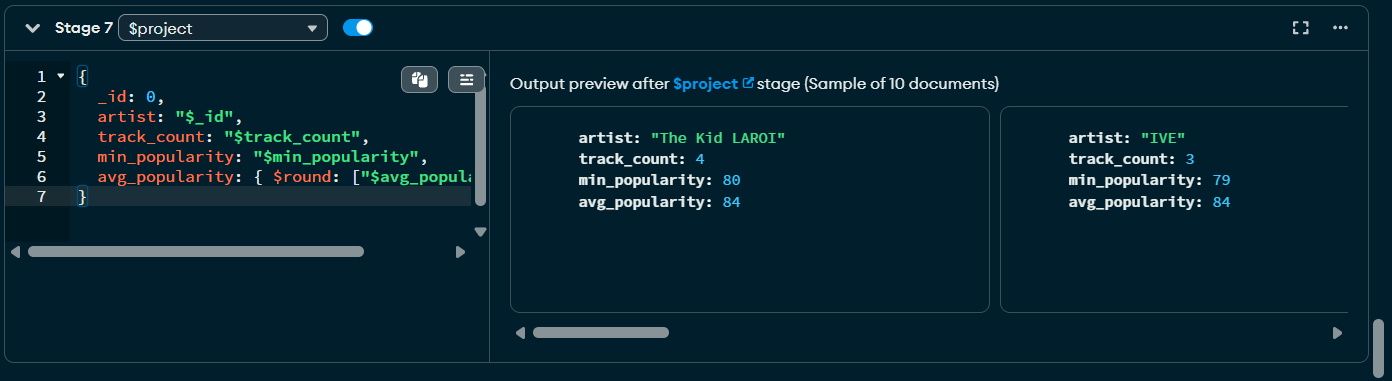 Stage 7 $project
1 {
2 _id: 0,
3 artist: "$_id",
4 track_count: "$track_count",
5 min_popularity: "$min_popularity",
6 avg_popularity: { $round: ["$avg_popula
7 }
Output preview after $project stage (Sample of 10 documents)
artist: "The Kid LAROI"
track_count: 4
min_popularity: 80
avg_popularity: 84
artist: "IVE"
track_count: 3
min_popularity: 79
avg_popularity: 84